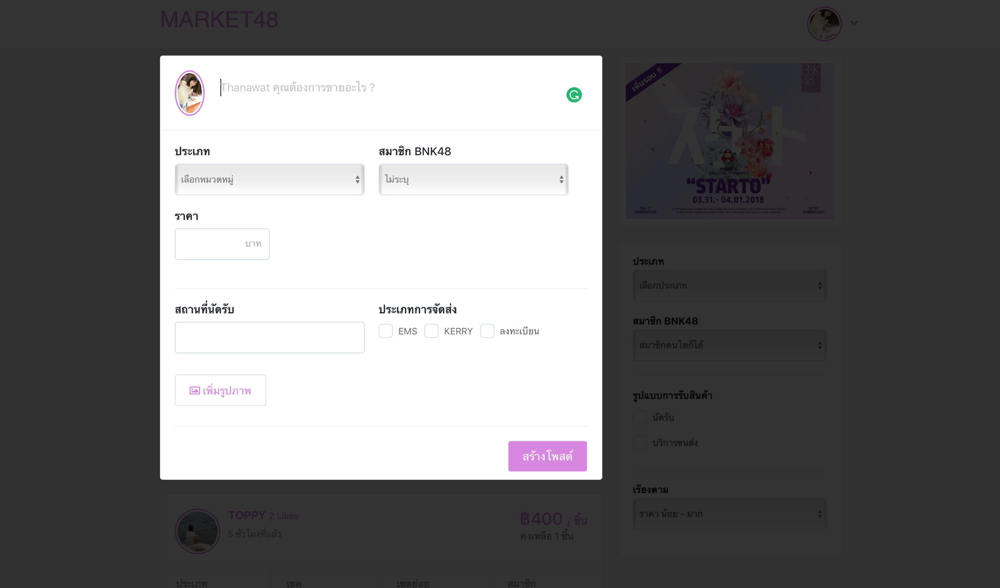 MARKET48
Thanawat คุณต้องการขายอะไร ?
ประเภท
สมาชิก BNK48
เลือกหมวดหมู่
ไม่ระบุ
ราคา
บาท
สถานที่นัดรับ
ประเภทการจัดส่ง
EMS
KERRY
ลงทะเบียน
เพิ่มรูปภาพ
สร้างโพสต์
TOPPY 2 Likes
5 ชั่วโมงที่แล้ว
฿400 / ชิ้น
คงเหลือ 1 ชิ้น
ประเภท
เซต
เซตย่อย
สมาชิก
เพิ่มรอบ !!
BNK
48
スタート
PRESENTS
BNK48 THE 1ST CONCERT
“STARTO”
03.31.- 04.01.2018
THE 1ST
GENERATION
BITEC
BANGNA BKK
ประเภท
เลือกประเภท
สมาชิก BNK48
สมาชิกคนใดก็ได้
รูปแบบการรับสินค้า
นัดรับ
บริการขนส่ง
เรียงตาม
ราคา น้อย - มาก